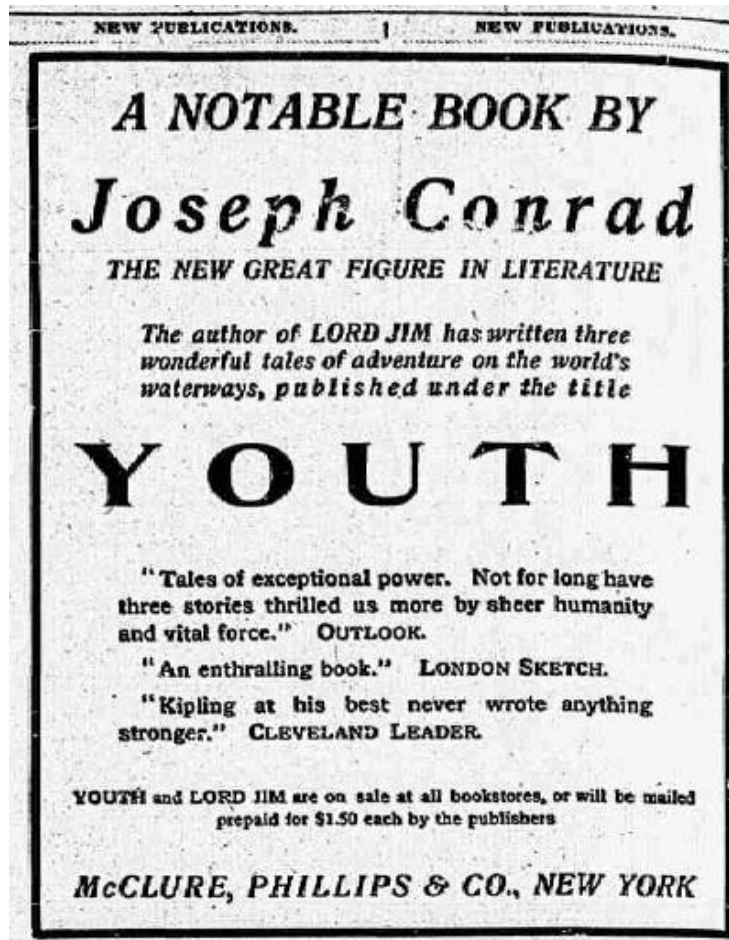 NEW PUBLICATIONS. | NEW PUBLICATIONS.
A NOTABLE BOOK BY
Joseph Conrad
THE NEW GREAT FIGURE IN LITERATURE
The author of LORD JIM has written three
wonderful tales of adventure on the world's
waterways, published under the title
YOUTH
"Tales of exceptional power. Not for long have
three stories thrilled us more by sheer humanity
and vital force." OUTLOOK.
"An enthralling book." LONDON SKETCH.
"Kipling at his best never wrote anything
stronger." CLEVELAND LEADER.
YOUTH and LORD JIM are on sale at all bookstores, or will be mailed
prepaid for $1.50 each by the publishers
McCLURE, PHILLIPS & CO., NEW YORK